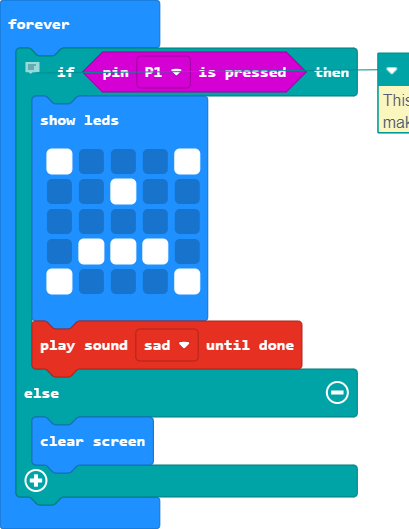 forever
if pin P1 is pressed then
This
mak
show leds
play sound sad until done
else
clear screen